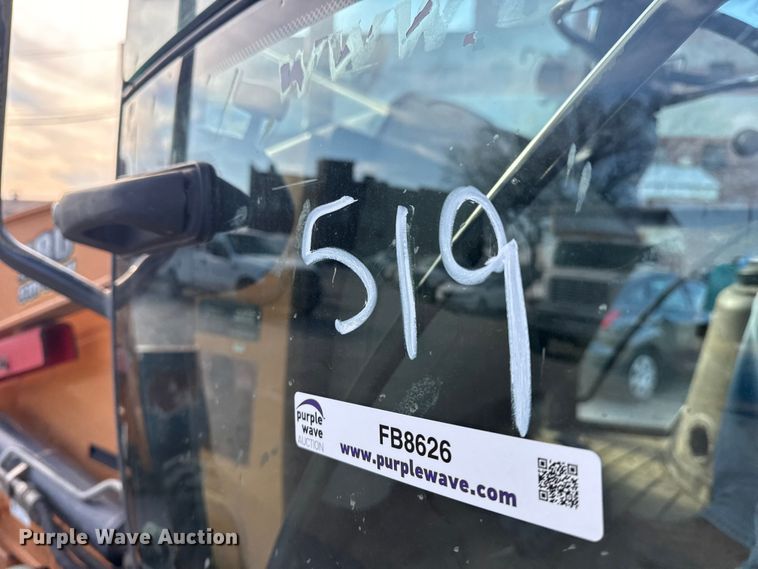 519
purple
wave
AUCTION
FB8626
www.purplewave.com
Purple Wave Auction